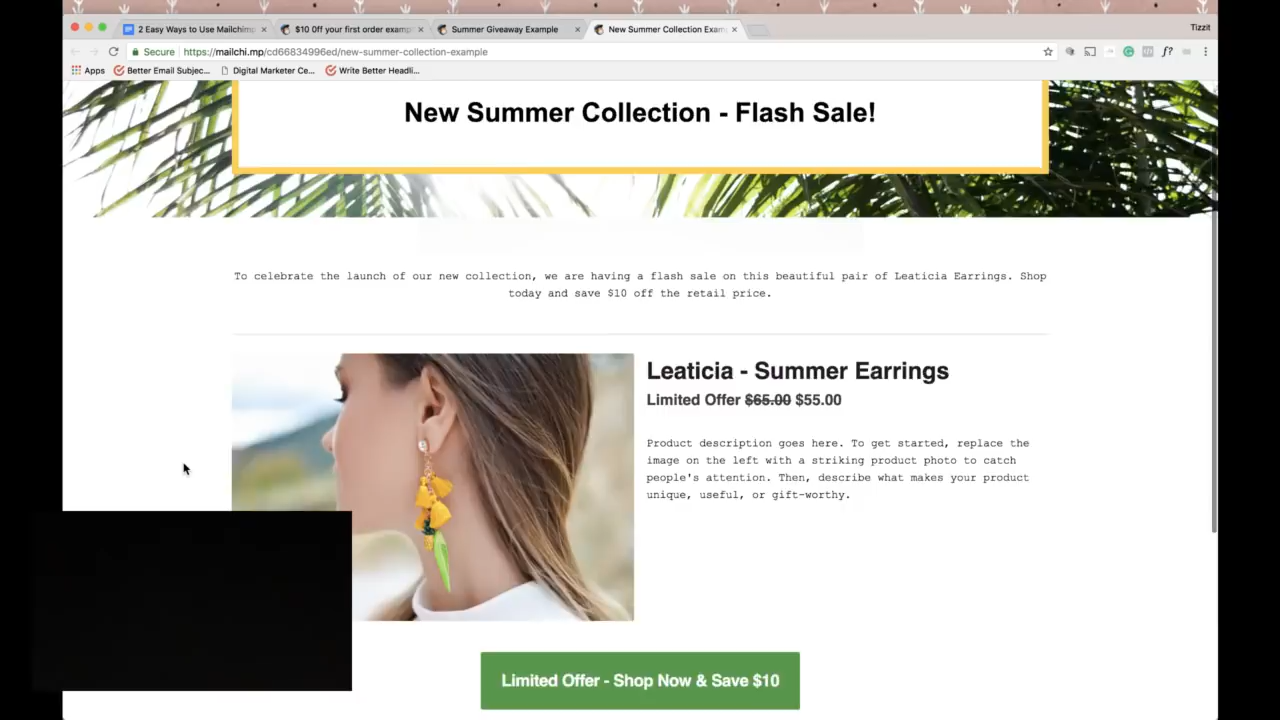 2 Easy Ways to Use Mailchimp
$10 Off your first order examp
Summer Giveaway Example
New Summer Collection Exam
Tizzit
Secure
https://mailchi.mp/cd66834996ed/new-summer-collection-example
f?
Apps
Better Email Subjec...
Digital Marketer Ce...
Write Better Headli...
New Summer Collection - Flash Sale!
To celebrate the launch of our new collection, we are having a flash sale on this beautiful pair of Leaticia Earrings. Shop
today and save $10 off the retail price.
Leaticia - Summer Earrings
Limited Offer $65.00 $55.00
Product description goes here. To get started, replace the
image on the left with a striking product photo to catch
people's attention. Then, describe what makes your product
unique, useful, or gift-worthy.
Limited Offer - Shop Now & Save $10